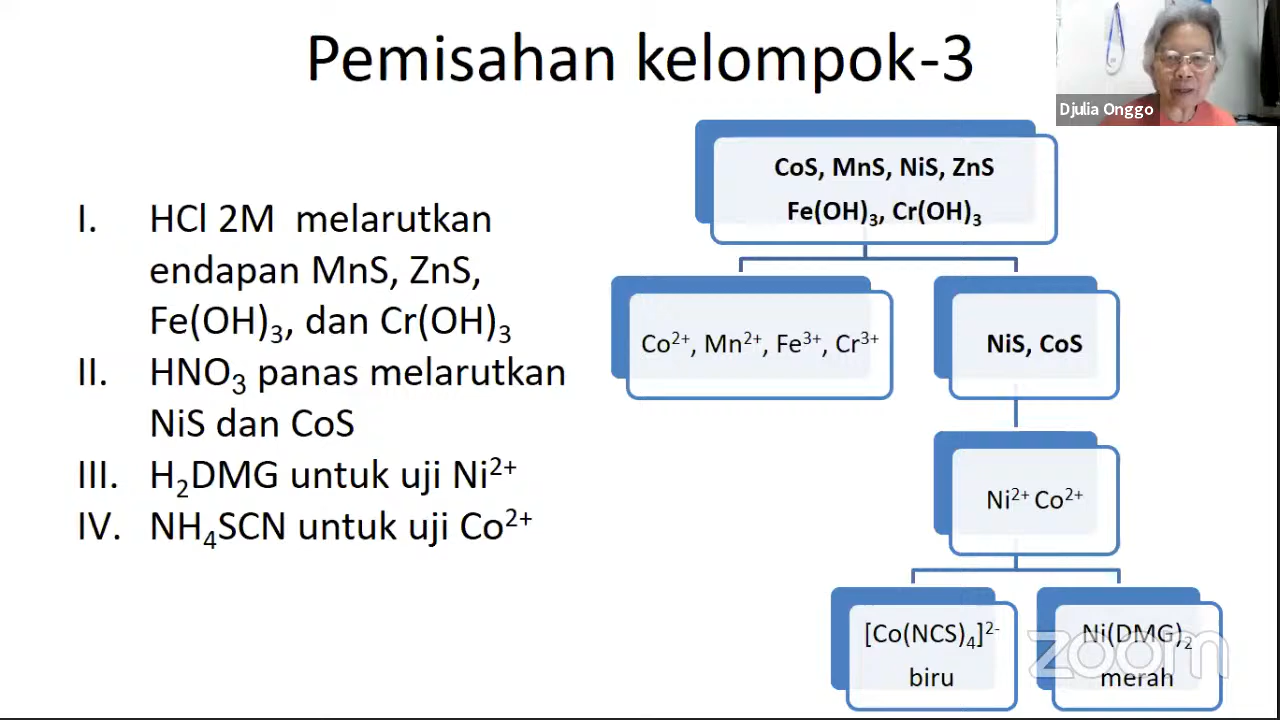 Pemisahan kelompok-3
Djulia Onggo
I. HCl 2M melarutkan
endapan MnS, ZnS,
Fe(OH)₃, dan Cr(OH)₃
II. HNO₃ panas melarutkan
NiS dan CoS
III. H₂DMG untuk uji Ni²⁺
IV. NH₄SCN untuk uji Co²⁺
CoS, MnS, NiS, ZnS
Fe(OH)₃, Cr(OH)₃
Co²⁺, Mn²⁺, Fe³⁺, Cr³⁺
NiS, CoS
Ni²⁺ Co²⁺
[Co(NCS)₄]²⁻
biru
Ni(DMG)₂
merah
zoom